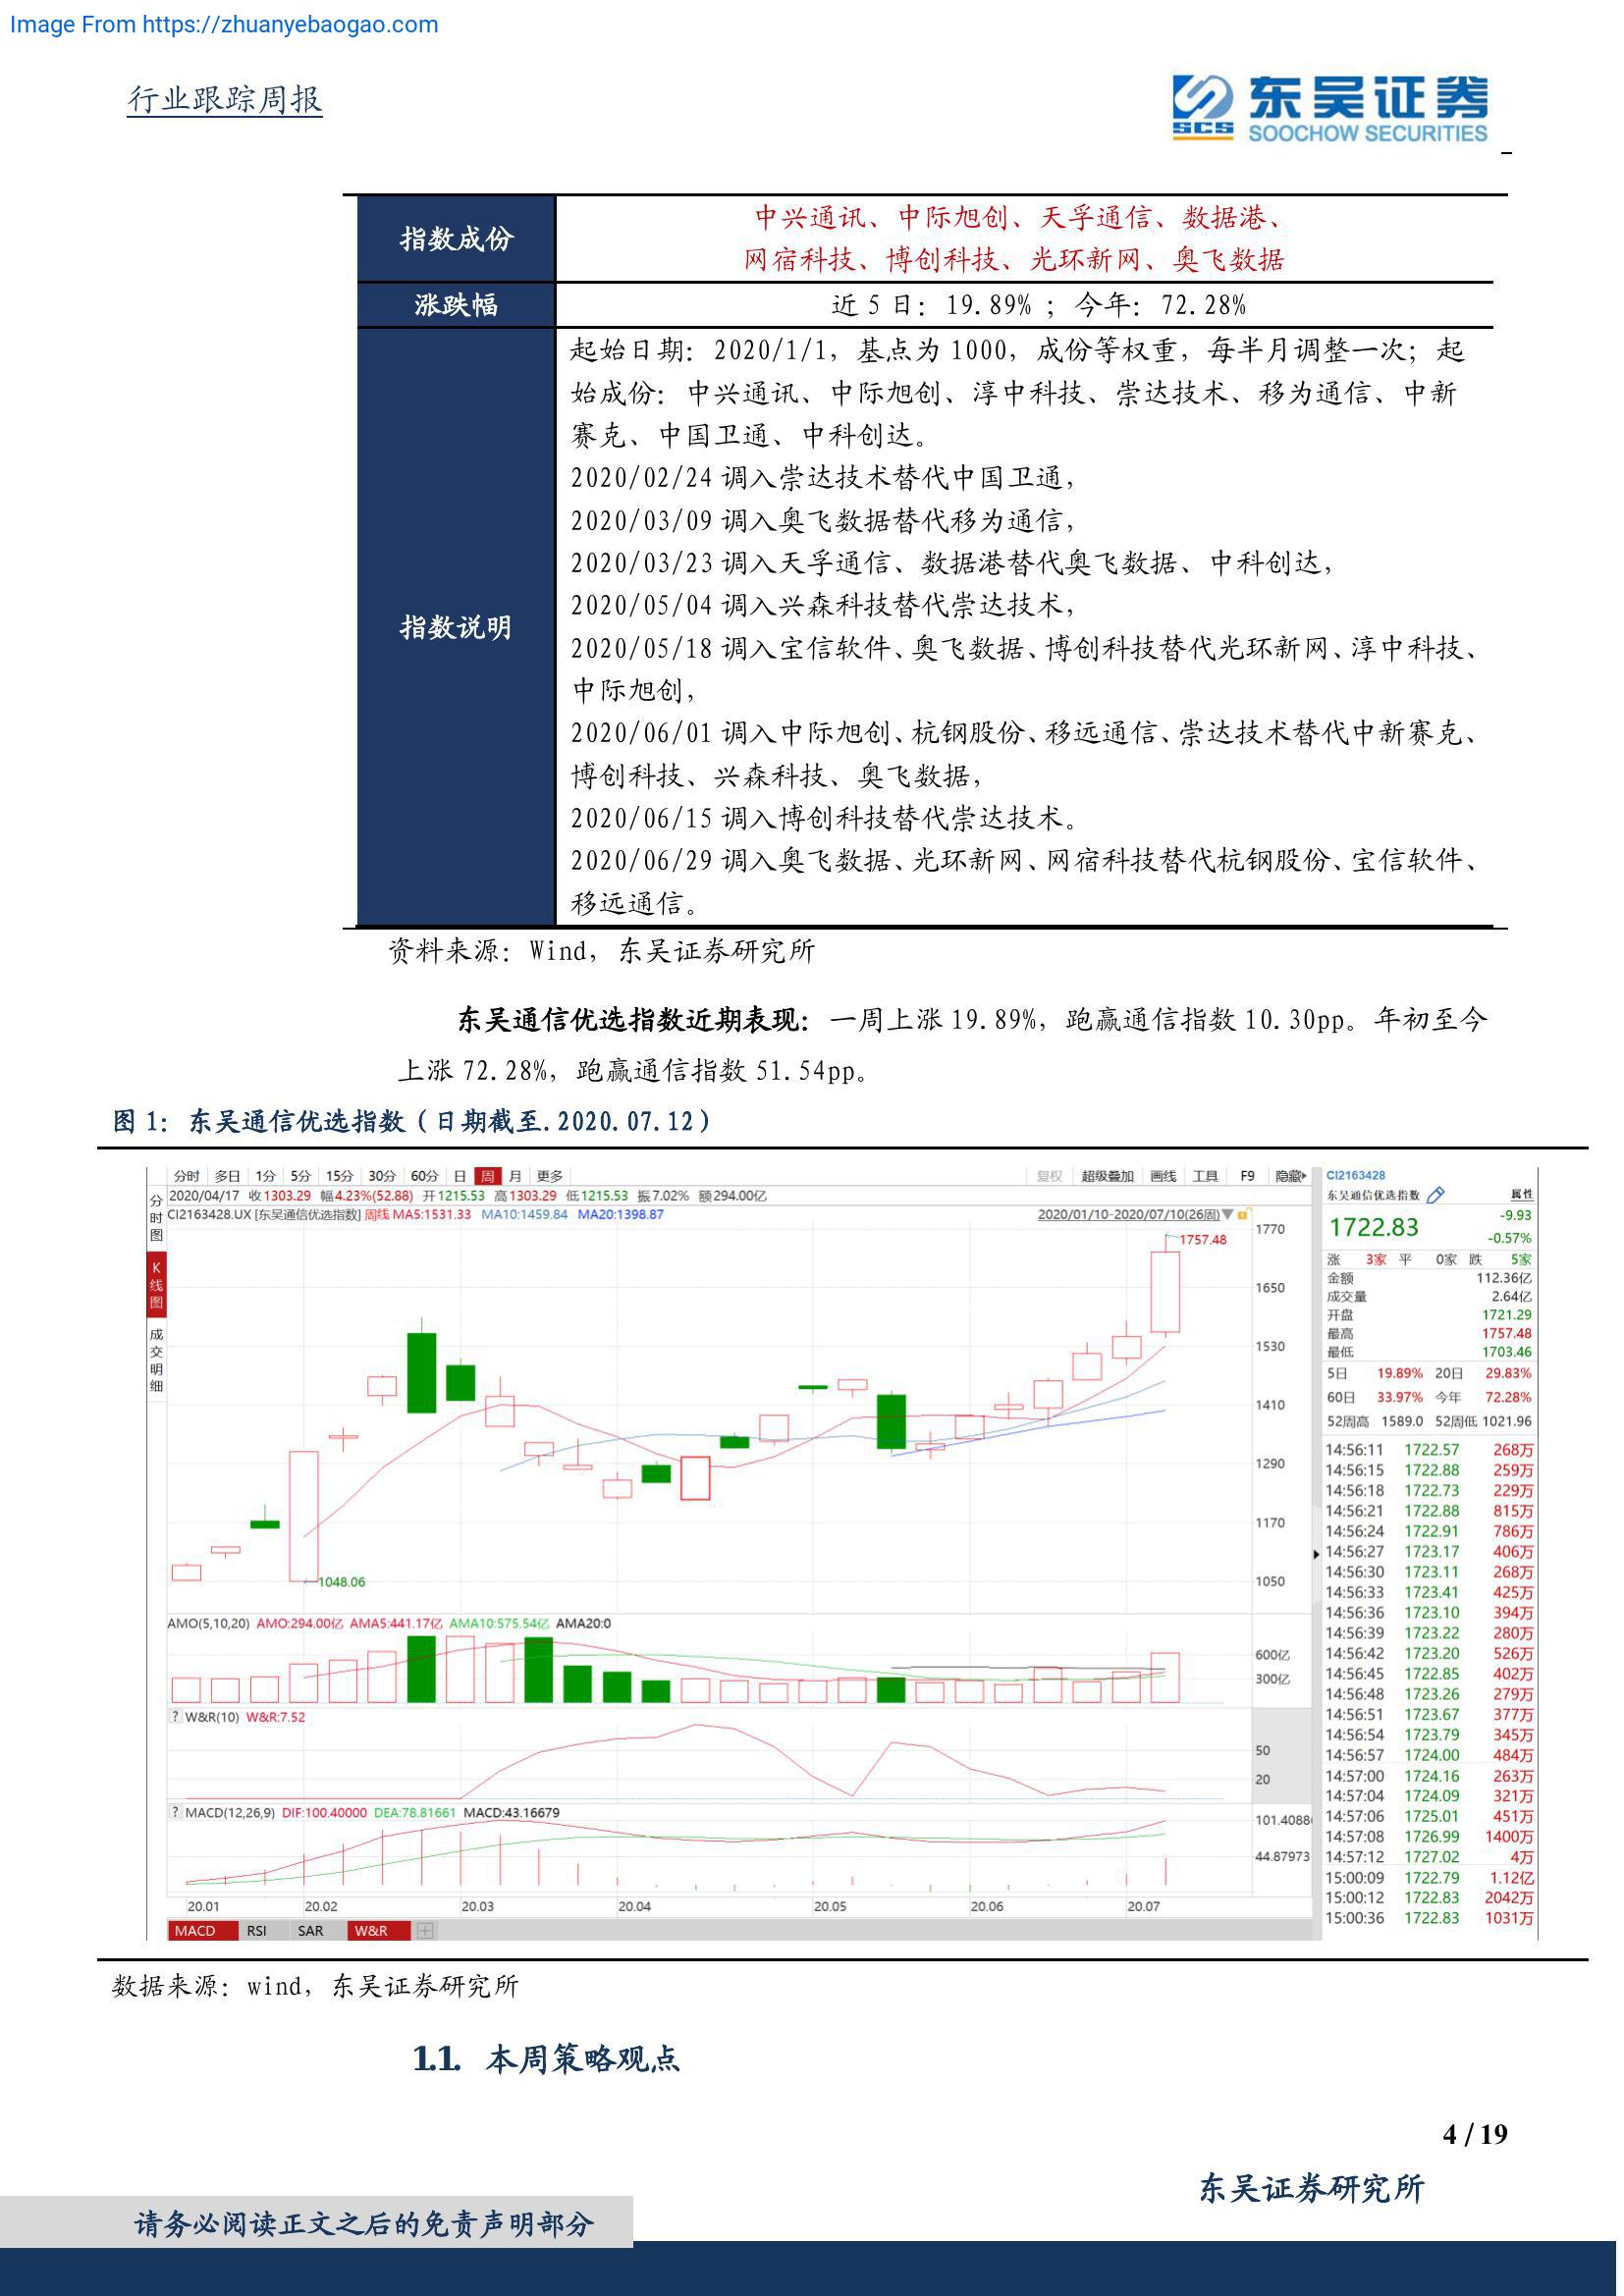 Image From https://zhuanyebaogao.com
行业跟踪周报
东吴证券
SCS
SOOCHOW SECURITIES
指数成份
中兴通讯、中际旭创、天孚通信、数据港、
网宿科技、博创科技、光环新网、奥飞数据
涨跌幅
近 5 日：19.89% ；今年：72.28%
指数说明
起始日期：2020/1/1，基点为 1000，成份等权重，每半月调整一次；起
始成份：中兴通讯、中际旭创、淳中科技、崇达技术、移为通信、中新
赛克、中国卫通、中科创达。
2020/02/24 调入崇达技术替代中国卫通，
2020/03/09 调入奥飞数据替代移为通信，
2020/03/23 调入天孚通信、数据港替代奥飞数据、中科创达，
2020/05/04 调入兴森科技替代崇达技术，
2020/05/18 调入宝信软件、奥飞数据、博创科技替代光环新网、淳中科技、
中际旭创，
2020/06/01 调入中际旭创、杭钢股份、移远通信、崇达技术替代中新赛克、
博创科技、兴森科技、奥飞数据，
2020/06/15 调入博创科技替代崇达技术。
2020/06/29 调入奥飞数据、光环新网、网宿科技替代杭钢股份、宝信软件、
移远通信。
资料来源：Wind，东吴证券研究所
东吴通信优选指数近期表现：一周上涨 19.89%，跑赢通信指数 10.30pp。年初至今
上涨 72.28%，跑赢通信指数 51.54pp。
图 1：东吴通信优选指数（日期截至.2020.07.12）
分时 多日 1分 5分 15分 30分 60分 日 周 月 更多 复权 超级叠加 画线 工具 F9 隐藏
2020/04/17 收1303.29 幅4.23%(52.88) 开1215.53 高1303.29 低1215.53 振7.02% 额294.00亿
CI2163428.UX [东吴通信优选指数] 周线 MA5:1531.33 MA10:1459.84 MA20:1398.87 2020/01/10-2020/07/10(26周)
分时图
K线图
成交明细
1757.48
1048.06
1770
1650
1530
1410
1290
1170
1050
AMO(5,10,20) AMO:294.00亿 AMA5:441.17亿 AMA10:575.54亿 AMA20:0
600亿
300亿
? W&R(10) W&R:7.52
50
20
? MACD(12,26,9) DIF:100.40000 DEA:78.81661 MACD:43.16679
101.4088
44.87973
20.01 20.02 20.03 20.04 20.05 20.06 20.07
MACD RSI SAR W&R
CI2163428
东吴通信优选指数 属性
1722.83 -9.93
-0.57%
涨 3家 平 0家 跌 5家
金额 112.36亿
成交量 2.64亿
开盘 1721.29
最高 1757.48
最低 1703.46
5日 19.89% 20日 29.83%
60日 33.97% 今年 72.28%
52周高 1589.0 52周低 1021.96
14:56:11 1722.57 268万
14:56:15 1722.88 259万
14:56:18 1722.73 229万
14:56:21 1722.88 815万
14:56:24 1722.91 786万
14:56:27 1723.17 406万
14:56:30 1723.11 268万
14:56:33 1723.41 425万
14:56:36 1723.10 394万
14:56:39 1723.22 280万
14:56:42 1723.20 526万
14:56:45 1722.85 402万
14:56:48 1723.26 279万
14:56:51 1723.67 377万
14:56:54 1723.79 345万
14:56:57 1724.00 484万
14:57:00 1724.16 263万
14:57:04 1724.09 321万
14:57:06 1725.01 451万
14:57:08 1726.99 1400万
14:57:12 1727.02 4万
15:00:09 1722.79 1.12亿
15:00:12 1722.83 2042万
15:00:36 1722.83 1031万
数据来源：wind，东吴证券研究所
1.1. 本周策略观点
4 / 19
东吴证券研究所
请务必阅读正文之后的免责声明部分